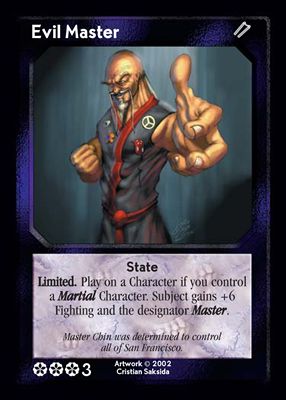 Evil Master
State
Limited. Play on a Character if you control
a Martial Character. Subject gains +6
Fighting and the designator Master.
Master Chin was determined to control
all of San Francisco.
3
Artwork © 2002
Cristian Saksida